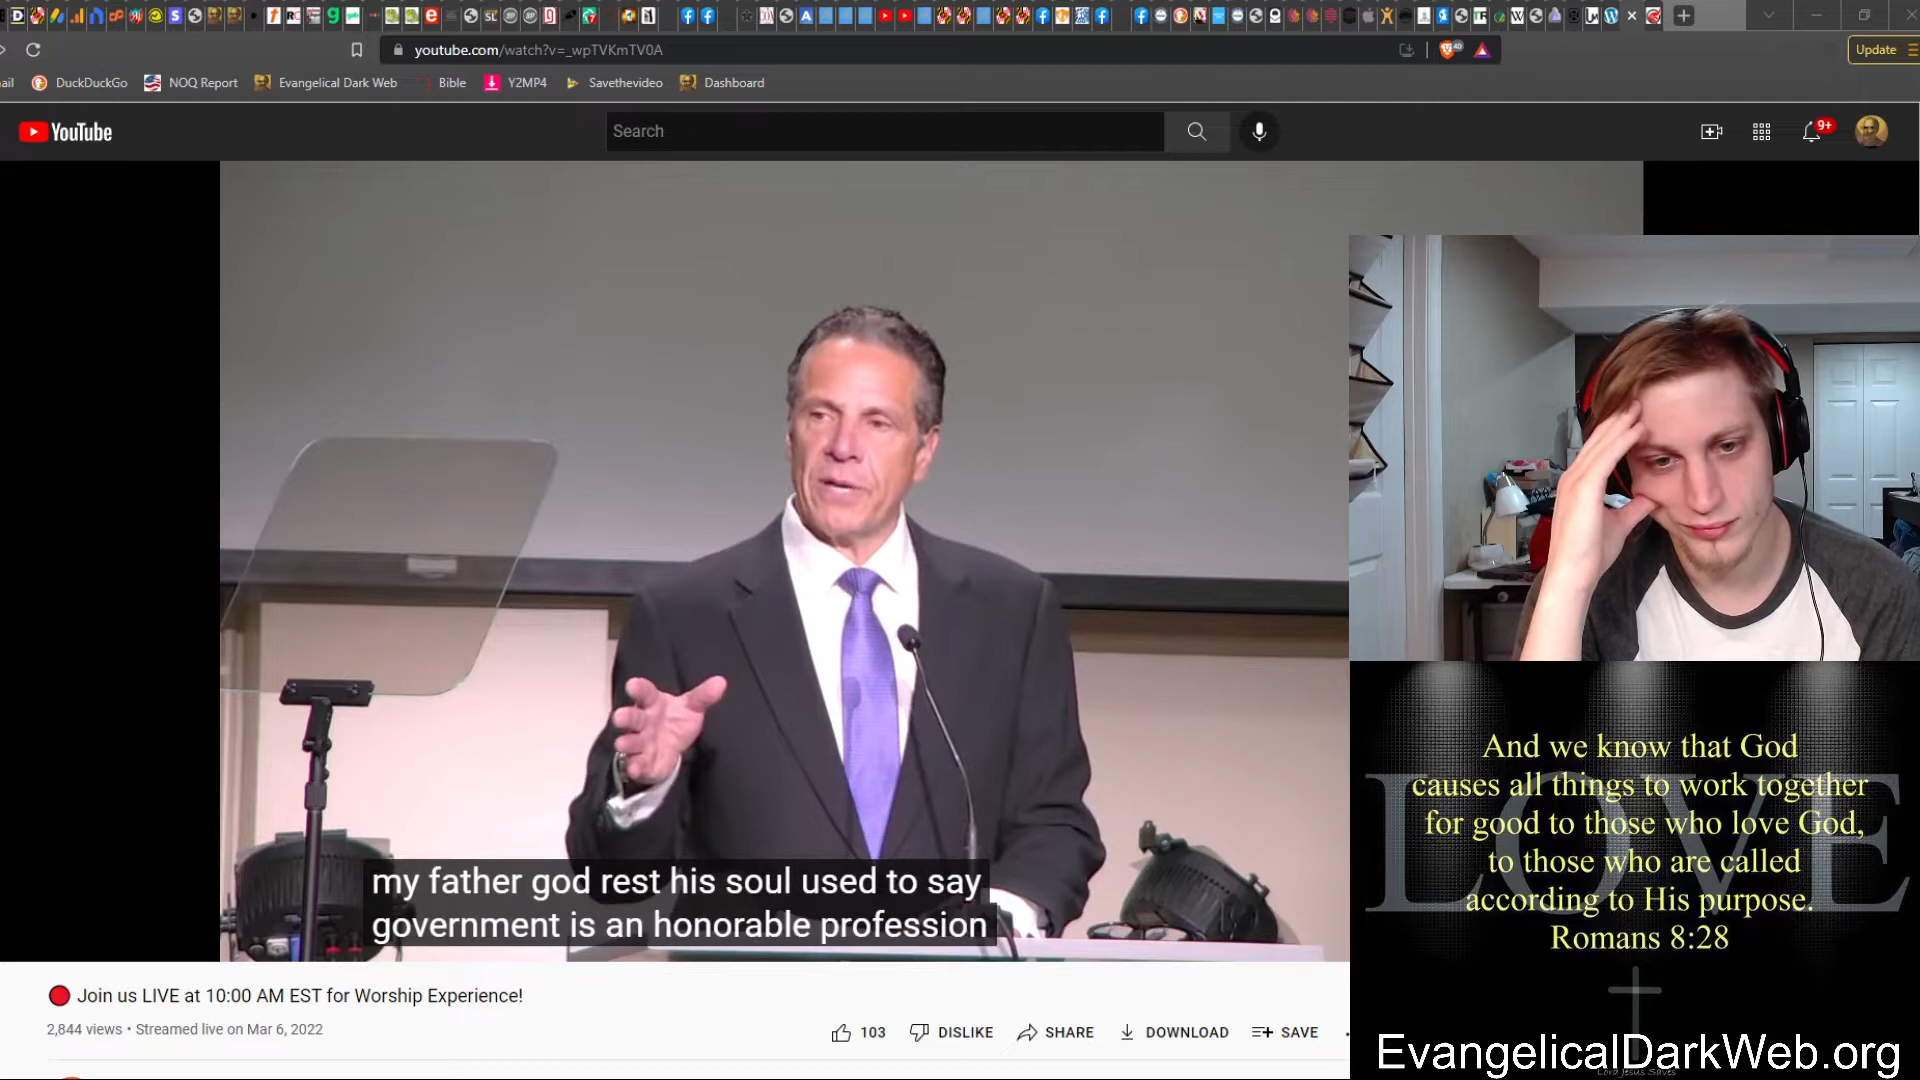 youtube.com/watch?v=_wpTVKmTV0A
Update
ail
DuckDuckGo
NOQ Report
Evangelical Dark Web
Bible
Y2MP4
Savethevideo
Dashboard
YouTube
Search
9+
my father god rest his soul used to say
government is an honorable profession
And we know that God
causes all things to work together
for good to those who love God,
to those who are called
according to His purpose.
Romans 8:28
LOVE
Join us LIVE at 10:00 AM EST for Worship Experience!
2,844 views • Streamed live on Mar 6, 2022
103
DISLIKE
SHARE
DOWNLOAD
SAVE
EvangelicalDarkWeb.org
Lord Jesus Saves